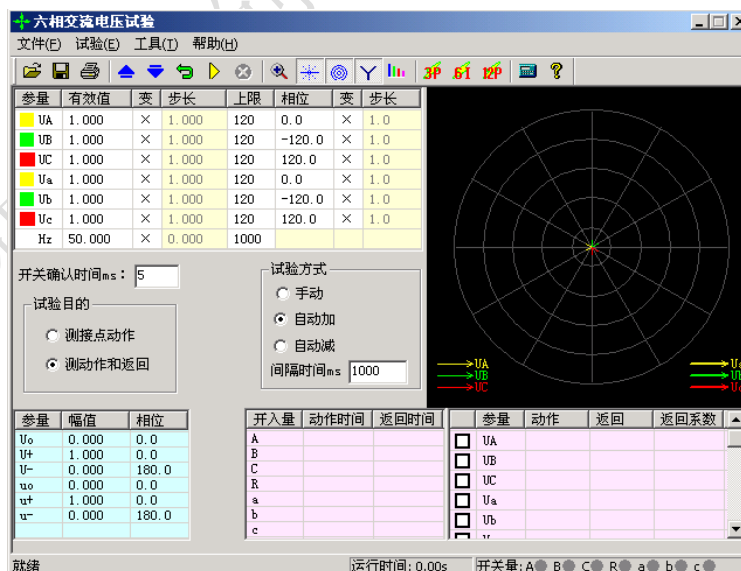 六相交流电压试验
文件(F) 试验(E) 工具(T) 帮助(H)
3P 6I 12P
参量 有效值 变 步长 上限 相位 变 步长
UA 1.000 × 1.000 120 0.0 × 1.0
UB 1.000 × 1.000 120 -120.0 × 1.0
UC 1.000 × 1.000 120 120.0 × 1.0
Ua 1.000 × 1.000 120 0.0 × 1.0
Ub 1.000 × 1.000 120 -120.0 × 1.0
Uc 1.000 × 1.000 120 120.0 × 1.0
Hz 50.000 × 0.000 1000
开关确认时间ms： 5
试验目的
测接点动作
测动作和返回
试验方式
手动
自动加
自动减
间隔时间ms 1000
UA
UB
UC
参量 幅值 相位
Uo 0.000 0.0
U+ 1.000 0.0
U- 0.000 180.0
uo 0.000 0.0
u+ 1.000 0.0
u- 0.000 180.0
开入量 动作时间 返回时间
A
B
C
R
a
b
c
参量 动作 返回 返回系数
UA
UB
UC
Ua
Ub
就绪
运行时间: 0.00s
开关量: A B C R a b c